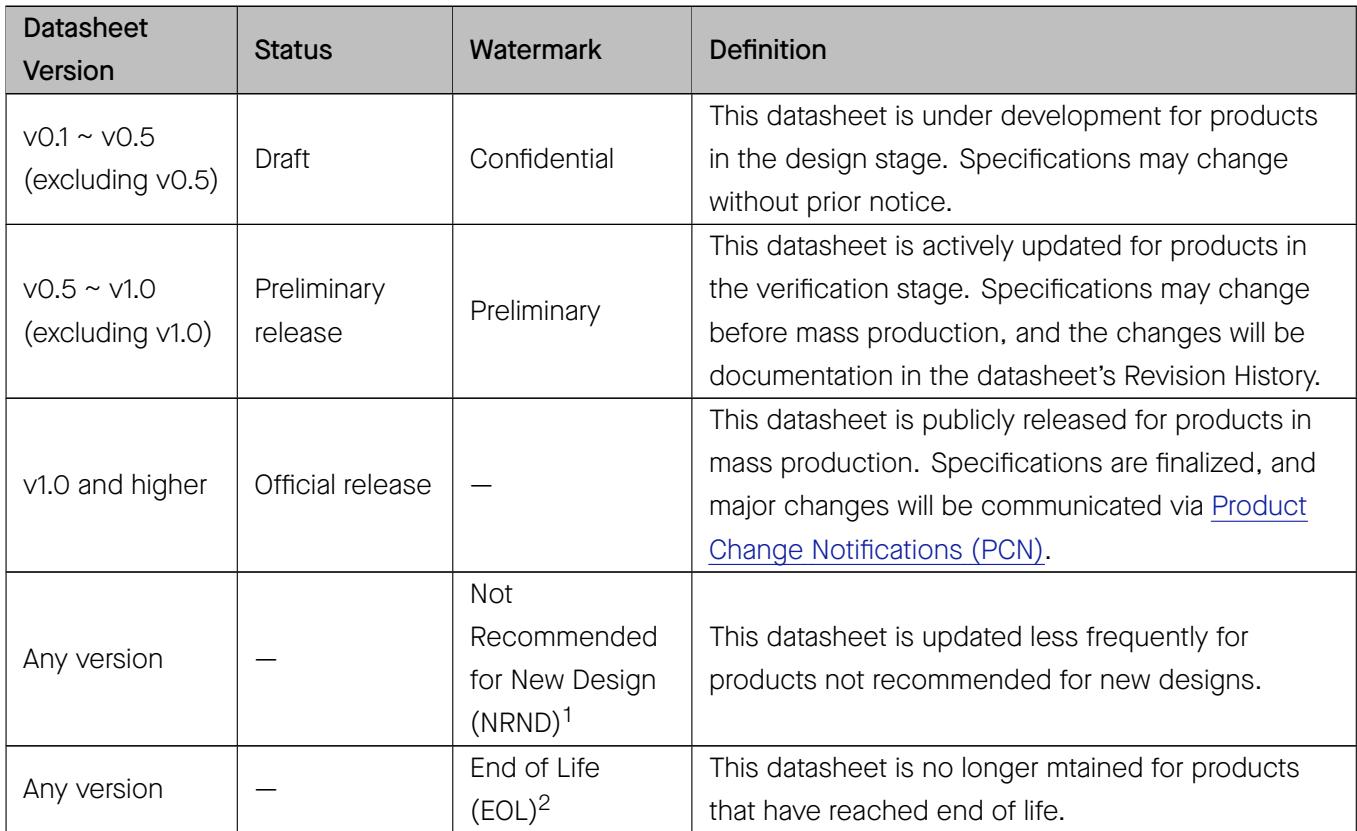 Datasheet
Version
Status
Watermark
Definition
v0.1 ~ v0.5
(excluding v0.5)
Draft
Confidential
This datasheet is under development for products
in the design stage. Specifications may change
without prior notice.
v0.5 ~ v1.0
(excluding v1.0)
Preliminary
release
Preliminary
This datasheet is actively updated for products in
the verification stage. Specifications may change
before mass production, and the changes will be
documentation in the datasheet’s Revision History.
v1.0 and higher
Official release
—
This datasheet is publicly released for products in
mass production. Specifications are finalized, and
major changes will be communicated via Product
Change Notifications (PCN).
Any version
—
Not
Recommended
for New Design
(NRND)1
This datasheet is updated less frequently for
products not recommended for new designs.
Any version
—
End of Life
(EOL)2
This datasheet is no longer mtained for products
that have reached end of life.